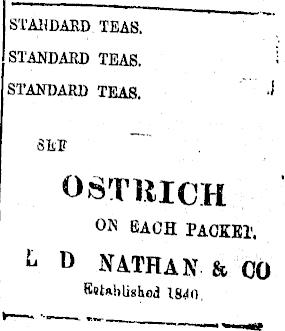 STANDARD TEAS.
STANDARD TEAS.
STANDARD TEAS.
SEE
OSTRICH
ON EACH PACKET.
L D NATHAN & CO
Established 1840.